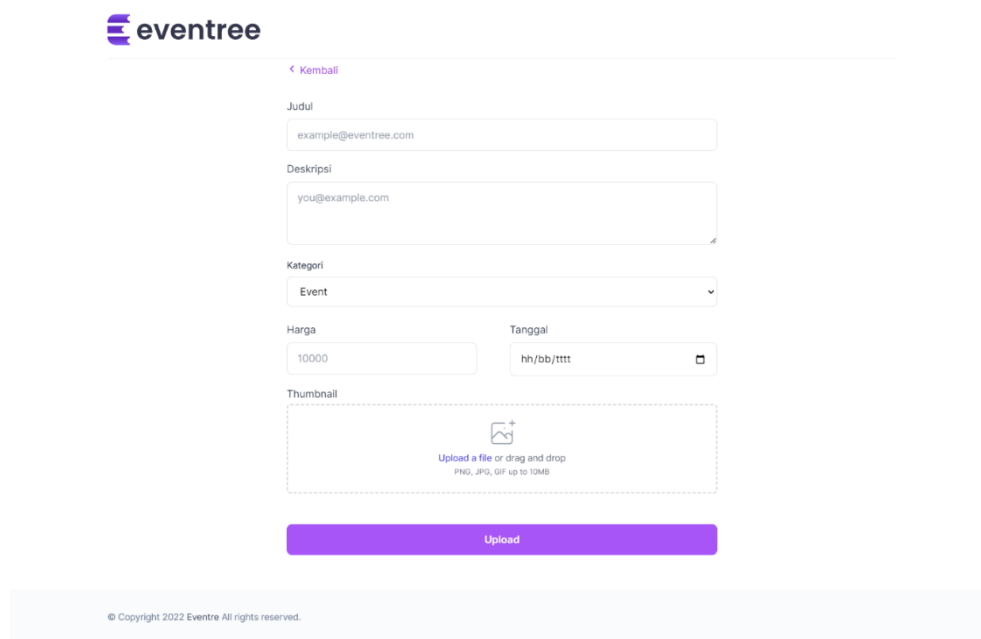 eventree
Kembali
Judul
example@eventree.com
Deskripsi
you@example.com
Kategori
Event
Harga
Tanggal
10000
hh/bb/tttt
Thumbnail
Upload a file or drag and drop
PNG, JPG, GIF up to 10MB
Upload
© Copyright 2022 Eventre All rights reserved.